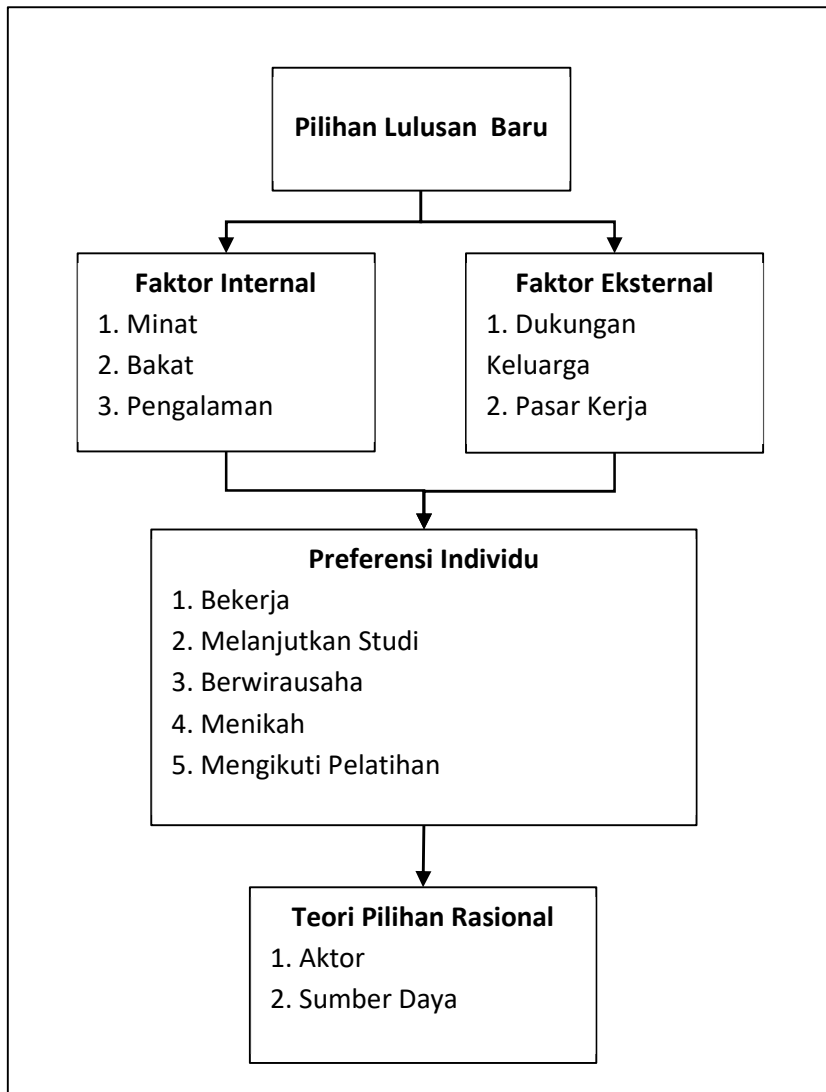 Pilihan Lulusan Baru
Faktor Internal
1. Minat
2. Bakat
3. Pengalaman
Faktor Eksternal
1. Dukungan
Keluarga
2. Pasar Kerja
Preferensi Individu
1. Bekerja
2. Melanjutkan Studi
3. Berwirausaha
4. Menikah
5. Mengikuti Pelatihan
Teori Pilihan Rasional
1. Aktor
2. Sumber Daya